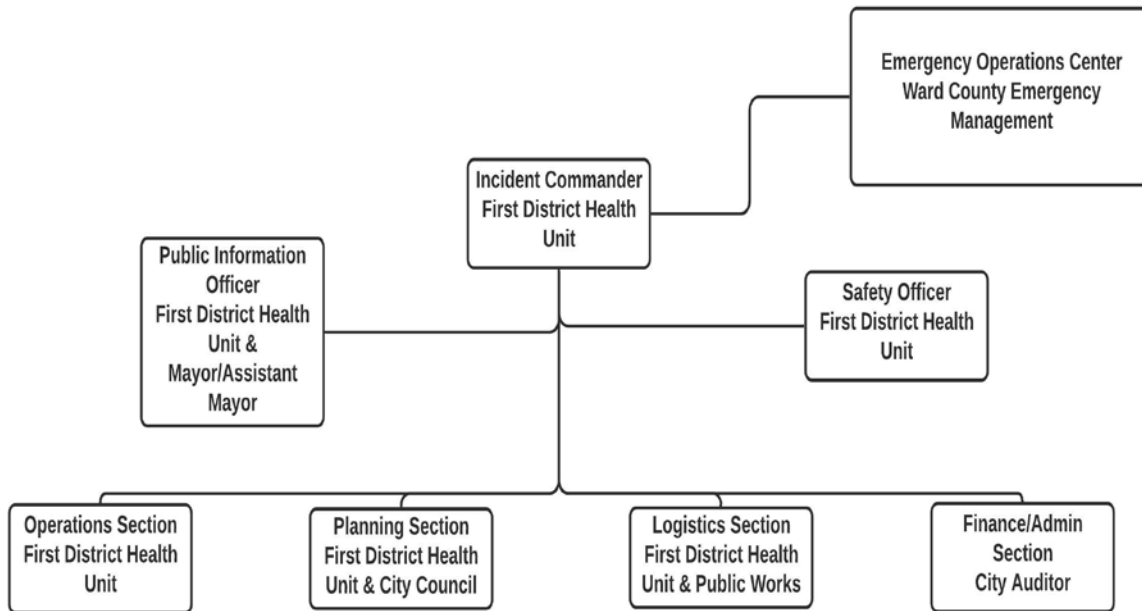 Emergency Operations Center
Ward County Emergency
Management
Incident Commander
First District Health
Unit
Public Information
Officer
First District Health
Unit &
Mayor/Assistant
Mayor
Safety Officer
First District Health
Unit
Operations Section
First District Health
Unit
Planning Section
First District Health
Unit & City Council
Logistics Section
First District Health
Unit & Public Works
Finance/Admin
Section
City Auditor